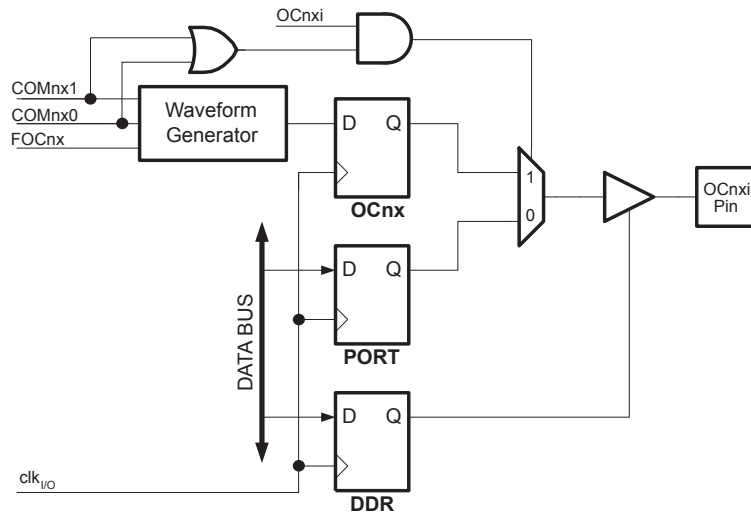 OCnxi
COMnx1
COMnx0
FOCnx
Waveform
Generator
D Q
OCnx
1
0
OCnxi
Pin
DATA BUS
D Q
PORT
D Q
DDR
clkI/O